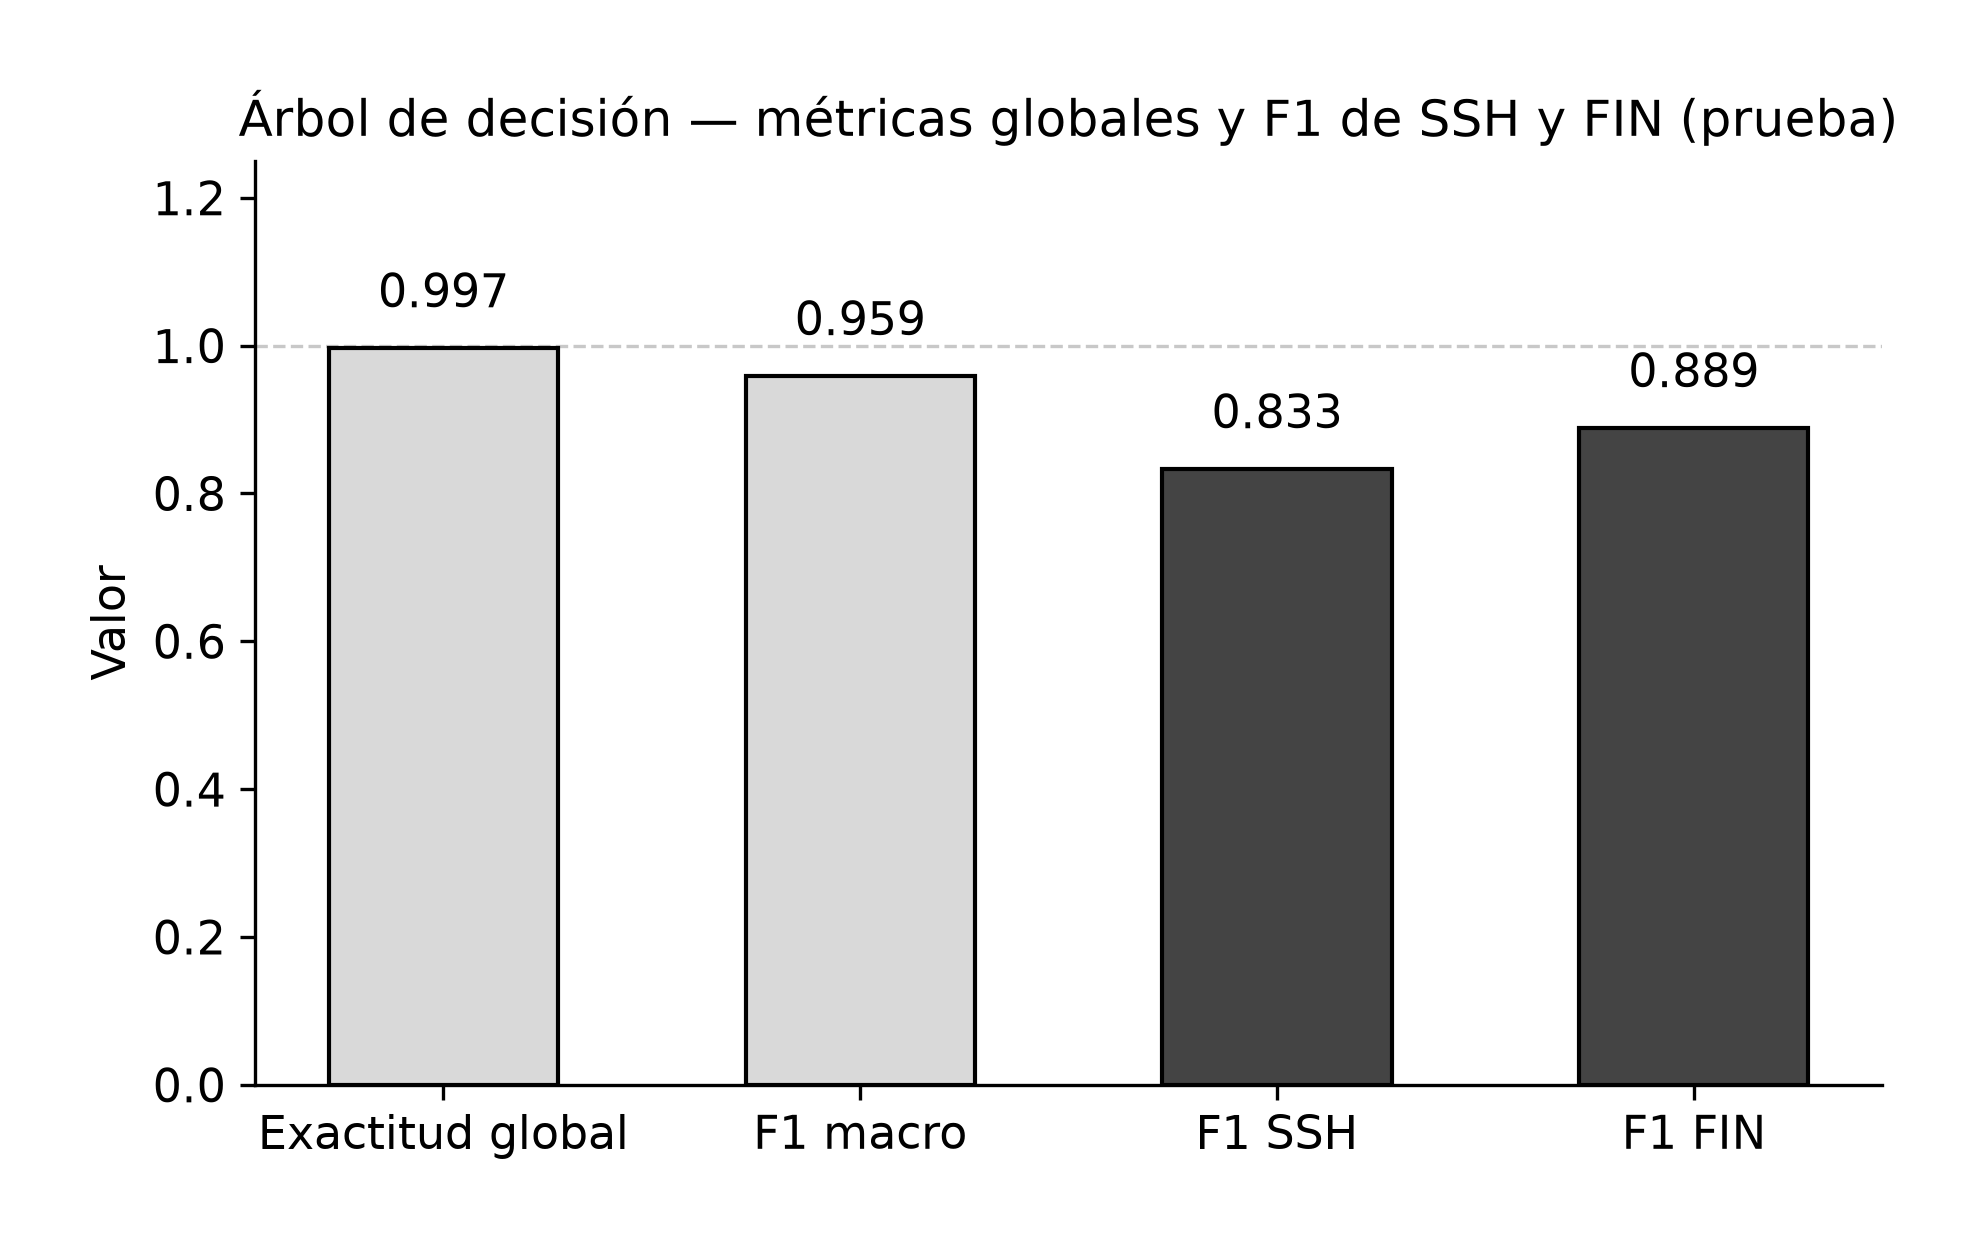 Árbol de decisión — métricas globales y F1 de SSH y FIN (prueba)
1.2
1.0
0.8
0.6
0.4
0.2
0.0
Valor
0.997
0.959
0.833
0.889
Exactitud global
F1 macro
F1 SSH
F1 FIN